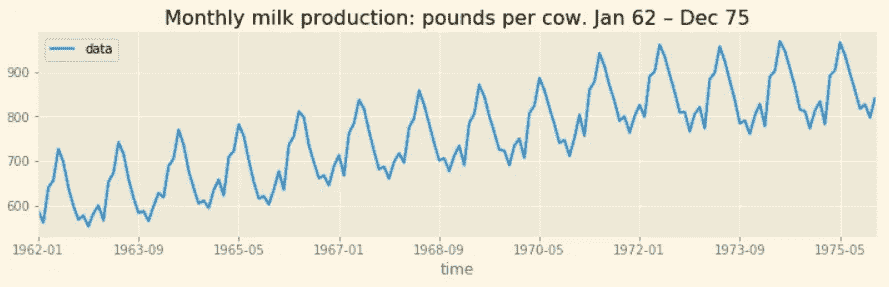 Monthly milk production: pounds per cow. Jan 62 – Dec 75
data
900
800
700
600
1962-01 1963-09 1965-05 1967-01 1968-09 1970-05 1972-01 1973-09 1975-05
time